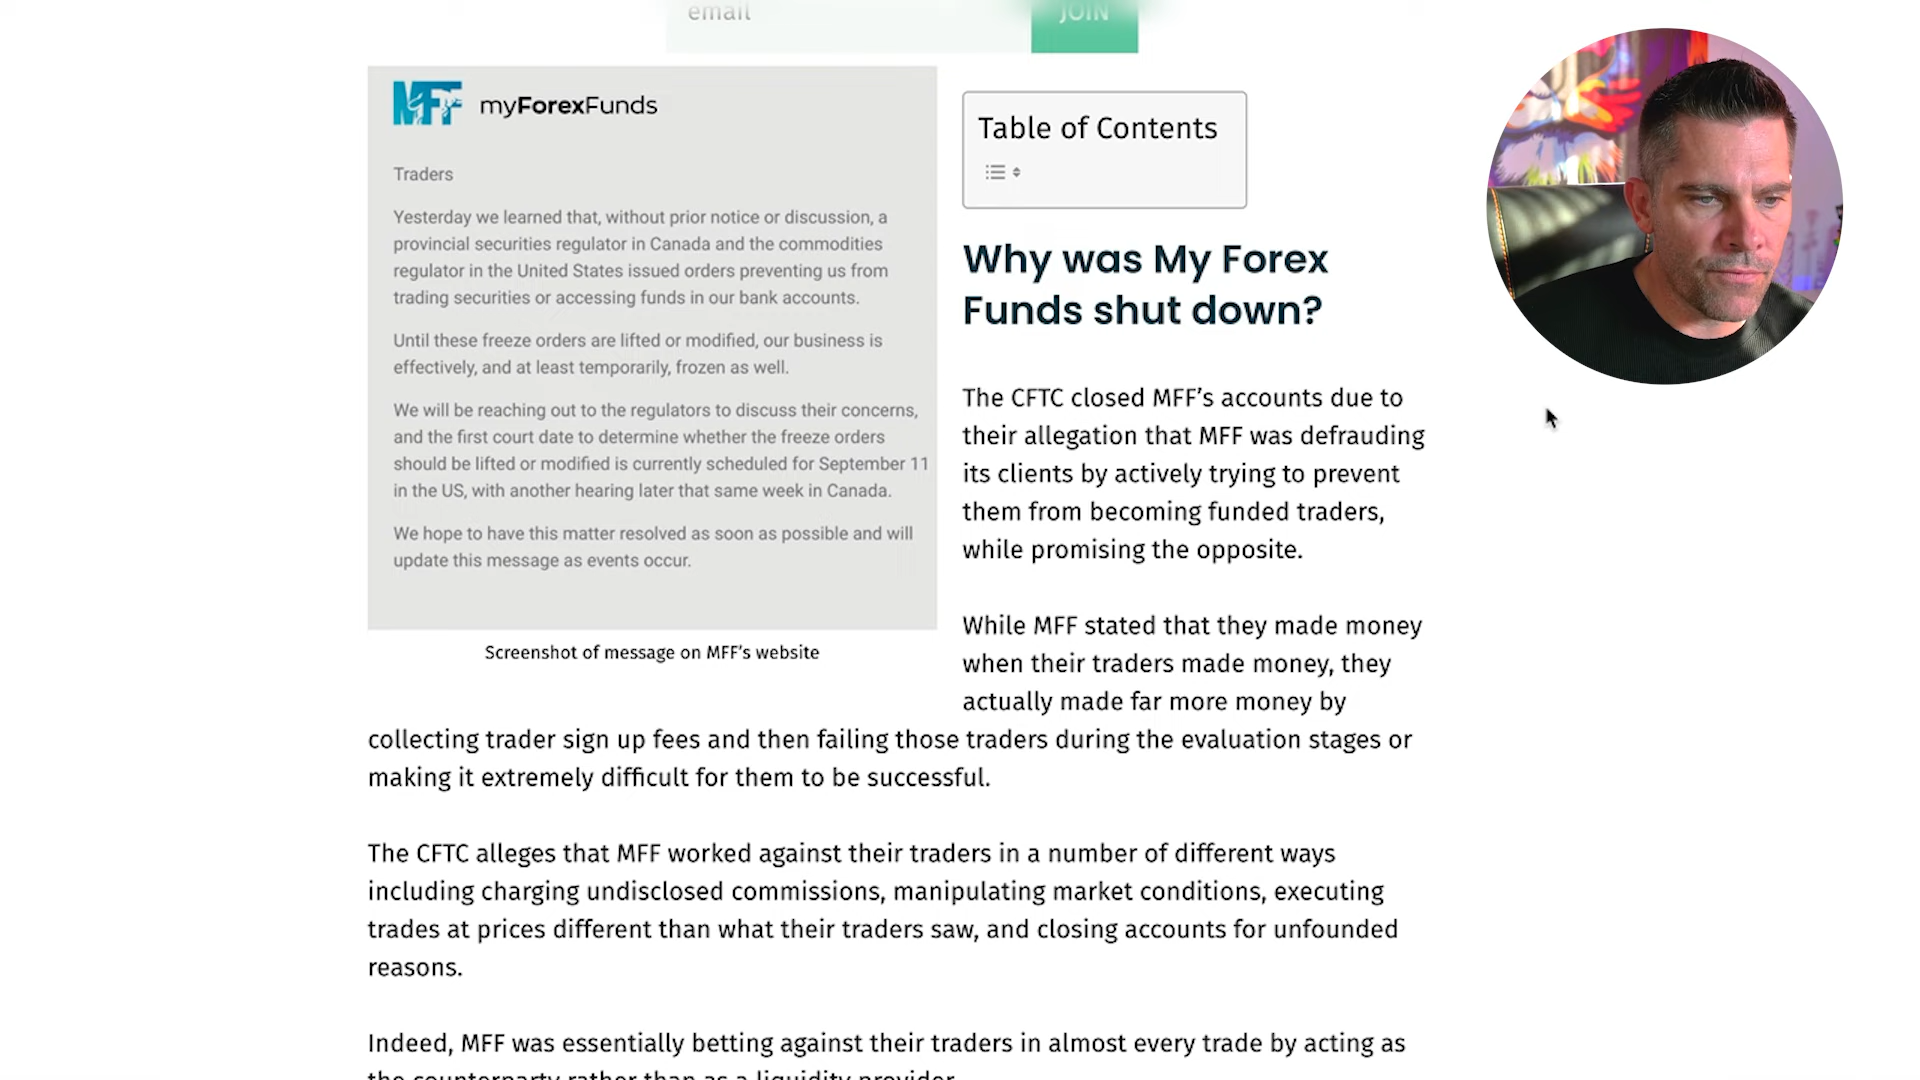 email
JOIN
MFF myForexFunds
Traders
Yesterday we learned that, without prior notice or discussion, a
provincial securities regulator in Canada and the commodities
regulator in the United States issued orders preventing us from
trading securities or accessing funds in our bank accounts.
Until these freeze orders are lifted or modified, our business is
effectively, and at least temporarily, frozen as well.
We will be reaching out to the regulators to discuss their concerns,
and the first court date to determine whether the freeze orders
should be lifted or modified is currently scheduled for September 11
in the US, with another hearing later that same week in Canada.
We hope to have this matter resolved as soon as possible and will
update this message as events occur.
Screenshot of message on MFF’s website
Table of Contents
Why was My Forex
Funds shut down?
The CFTC closed MFF’s accounts due to
their allegation that MFF was defrauding
its clients by actively trying to prevent
them from becoming funded traders,
while promising the opposite.
While MFF stated that they made money
when their traders made money, they
actually made far more money by
collecting trader sign up fees and then failing those traders during the evaluation stages or
making it extremely difficult for them to be successful.
The CFTC alleges that MFF worked against their traders in a number of different ways
including charging undisclosed commissions, manipulating market conditions, executing
trades at prices different than what their traders saw, and closing accounts for unfounded
reasons.
Indeed, MFF was essentially betting against their traders in almost every trade by acting as
the counterparty rather than as a liquidity provider.